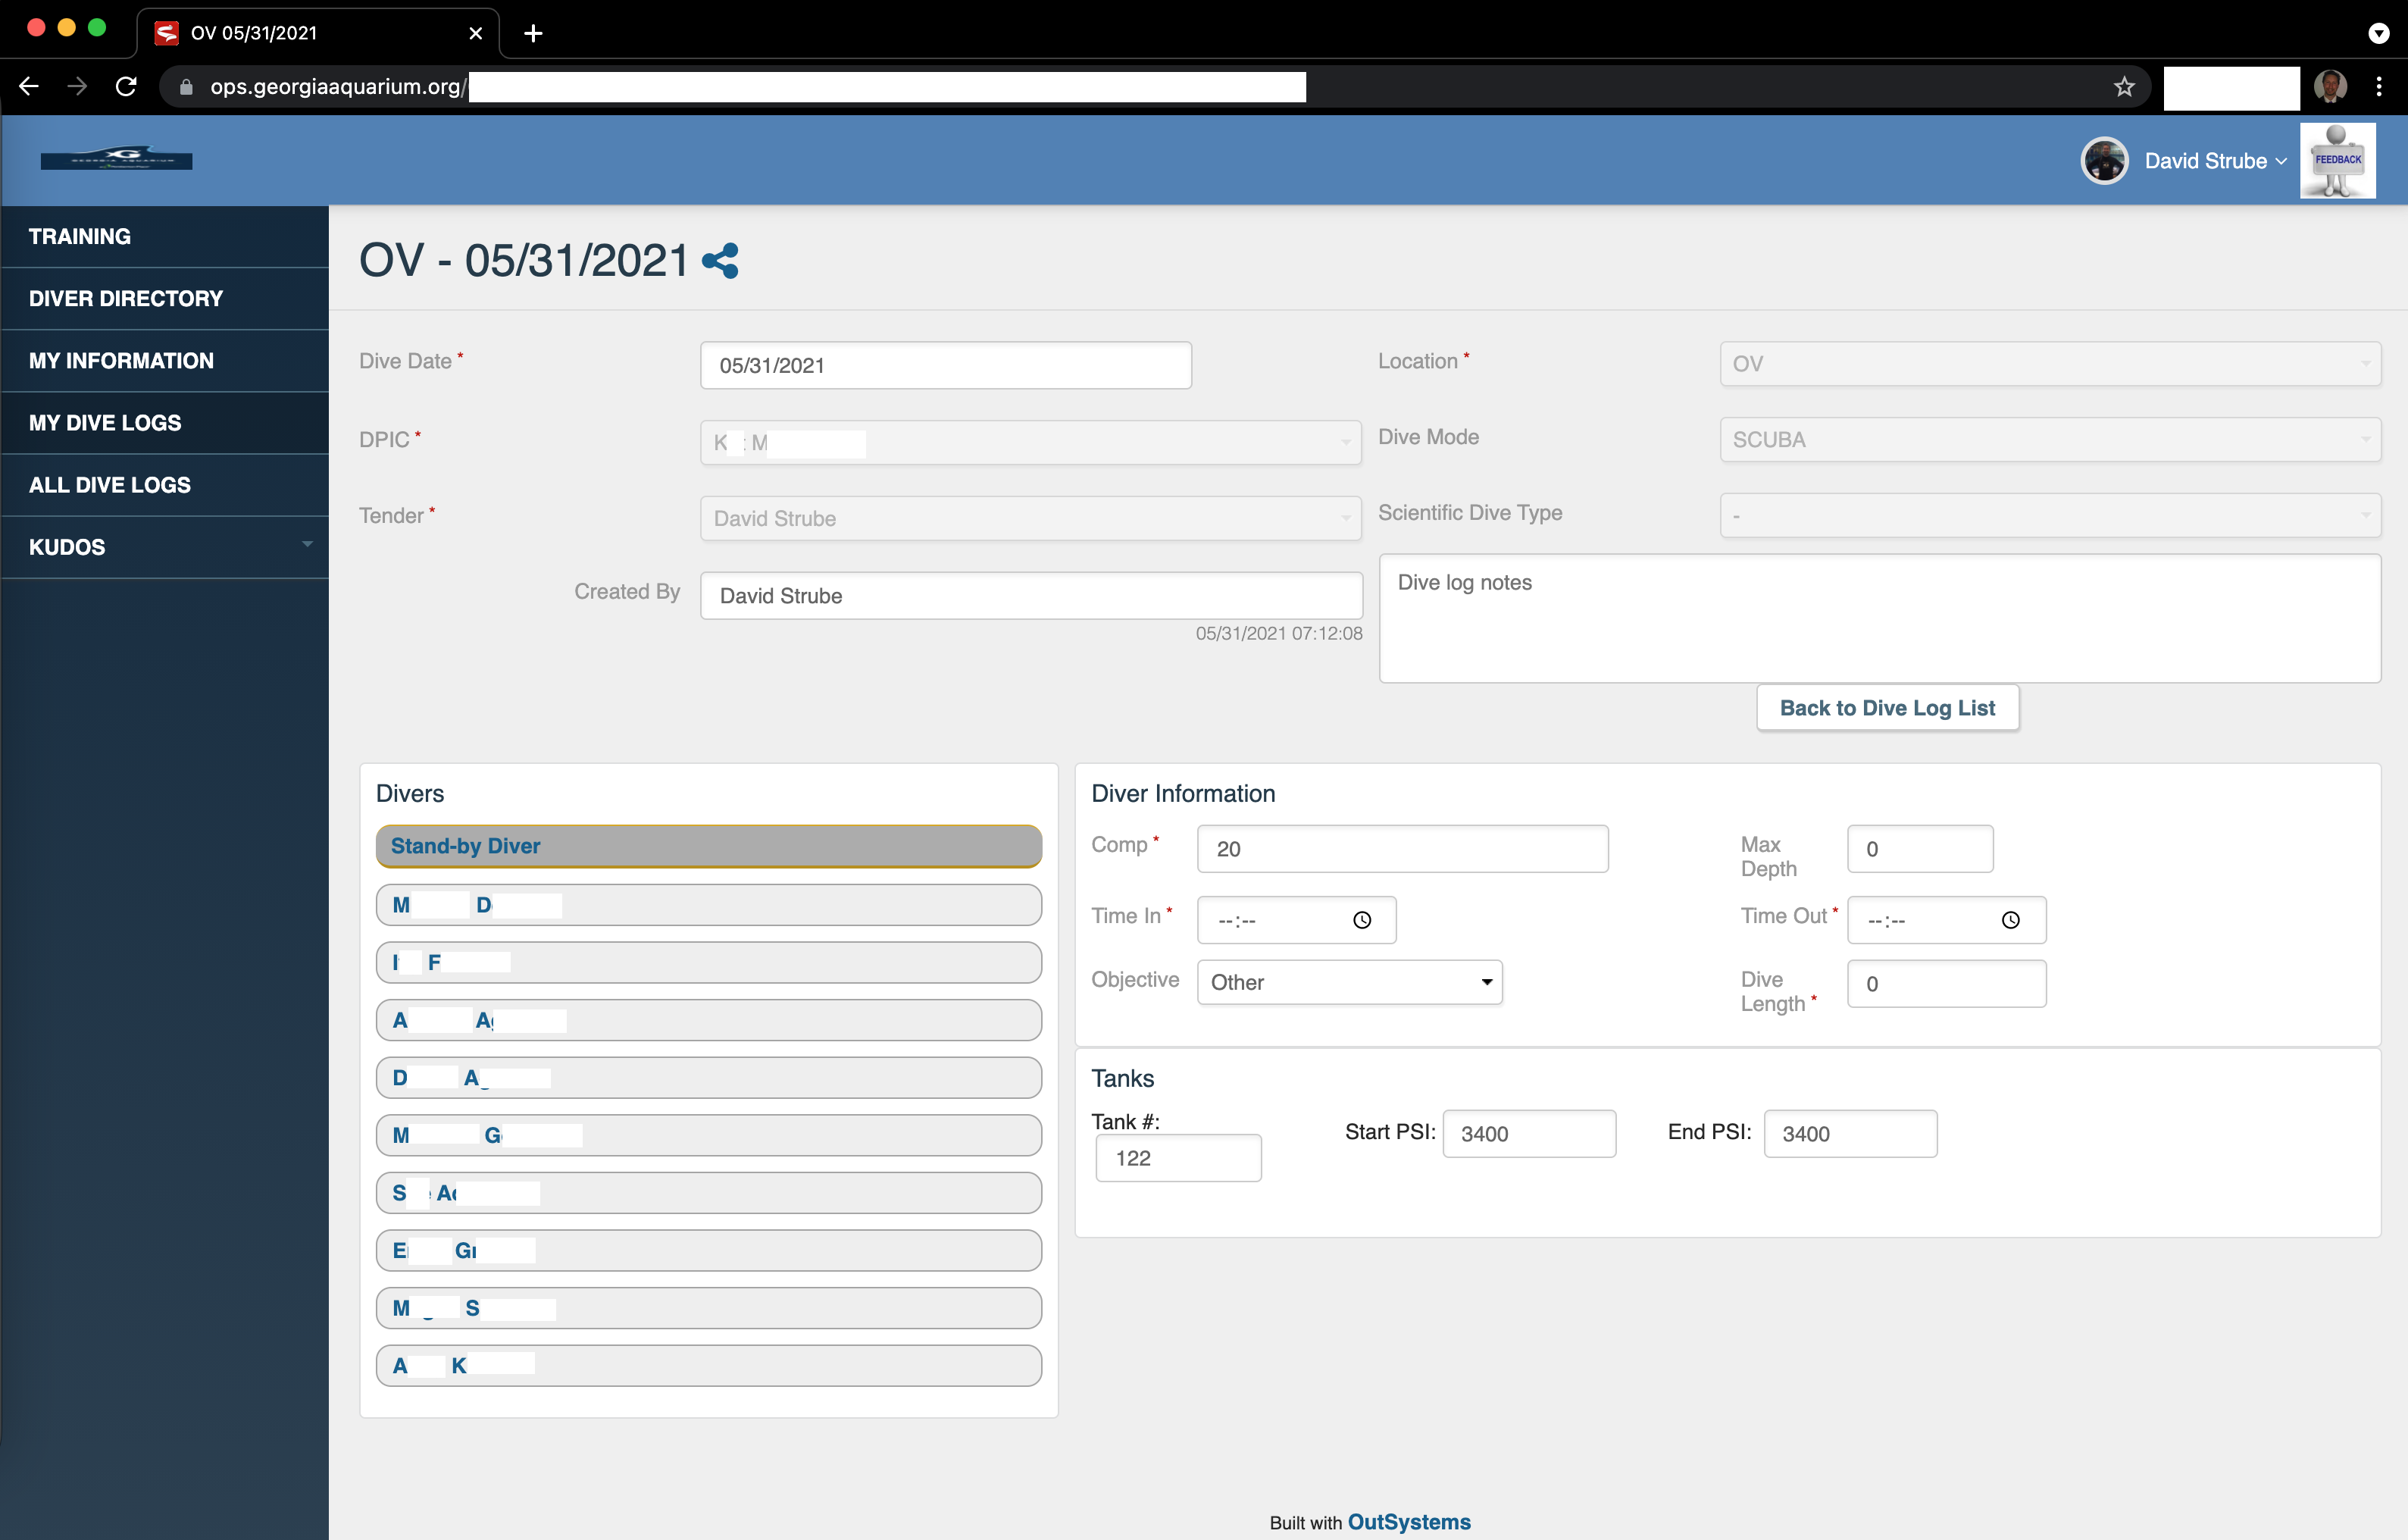 OV 05/31/2021
ops.georgiaaquarium.org/
David Strube
FEEDBACK
TRAINING
DIVER DIRECTORY
MY INFORMATION
MY DIVE LOGS
ALL DIVE LOGS
KUDOS
OV - 05/31/2021
Dive Date *
05/31/2021
Location *
OV
DPIC *
K M
Dive Mode
SCUBA
Tender *
David Strube
Scientific Dive Type
-
Created By
David Strube
05/31/2021 07:12:08
Dive log notes
Back to Dive Log List
Divers
Stand-by Diver
M D
I F
A A
D A
M G
S A
E G
M S
A K
Diver Information
Comp *
20
Max Depth
0
Time In *
--:--
Time Out *
--:--
Objective
Other
Dive Length *
0
Tanks
Tank #:
122
Start PSI:
3400
End PSI:
3400
Built with OutSystems